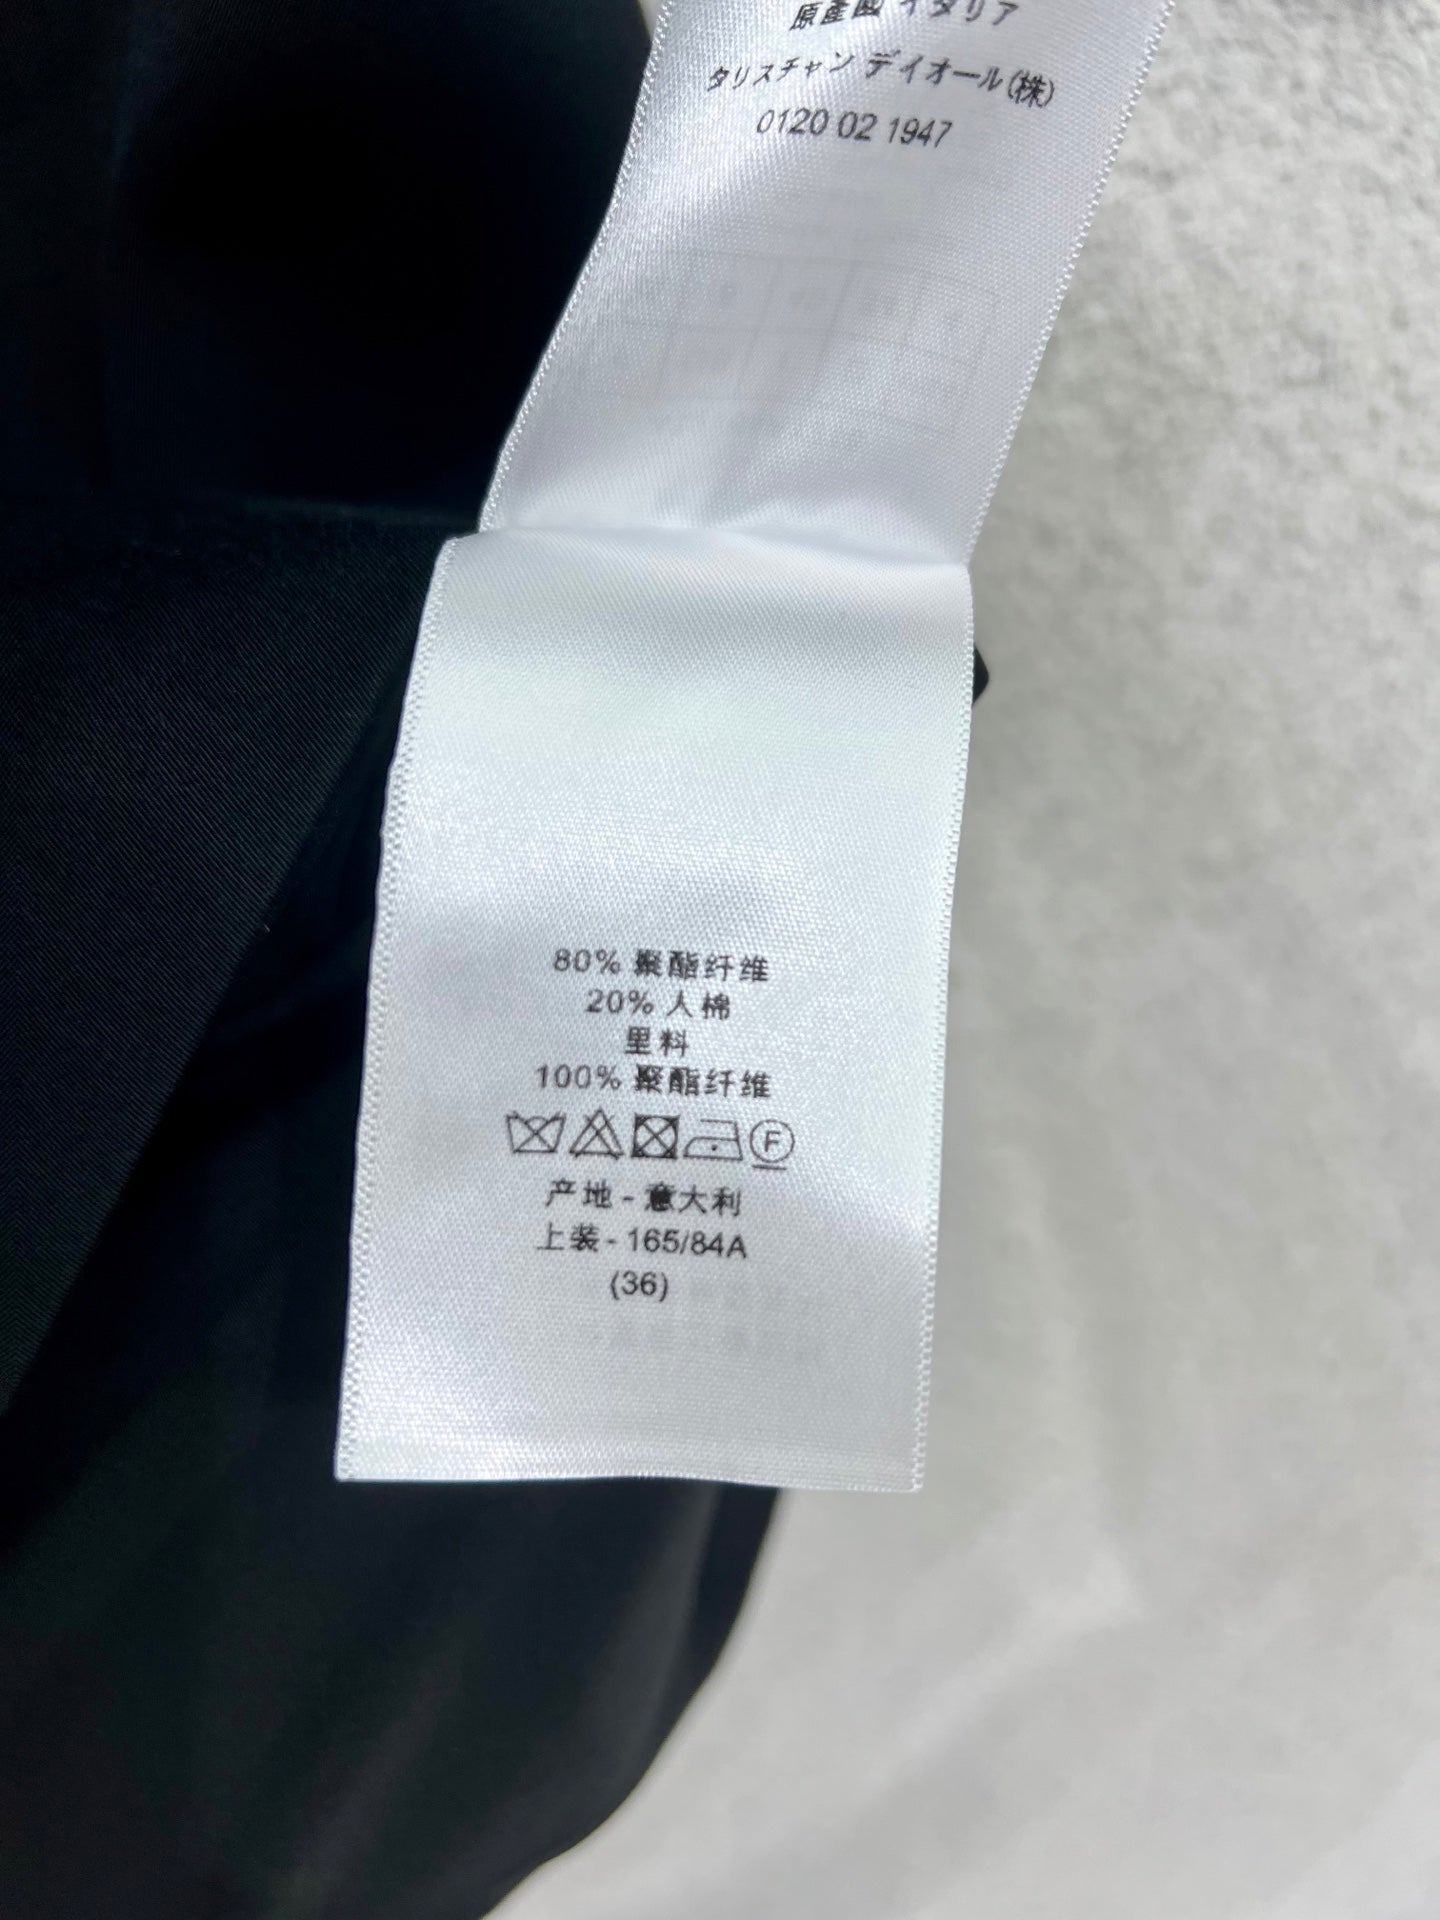 原産國 イタリア
タリスチャン ディオール(株)
0120 02 1947
80% 聚酯纤维
20% 人棉
里料
100% 聚酯纤维
F
产地 - 意大利
上装 - 165/84A
(36)